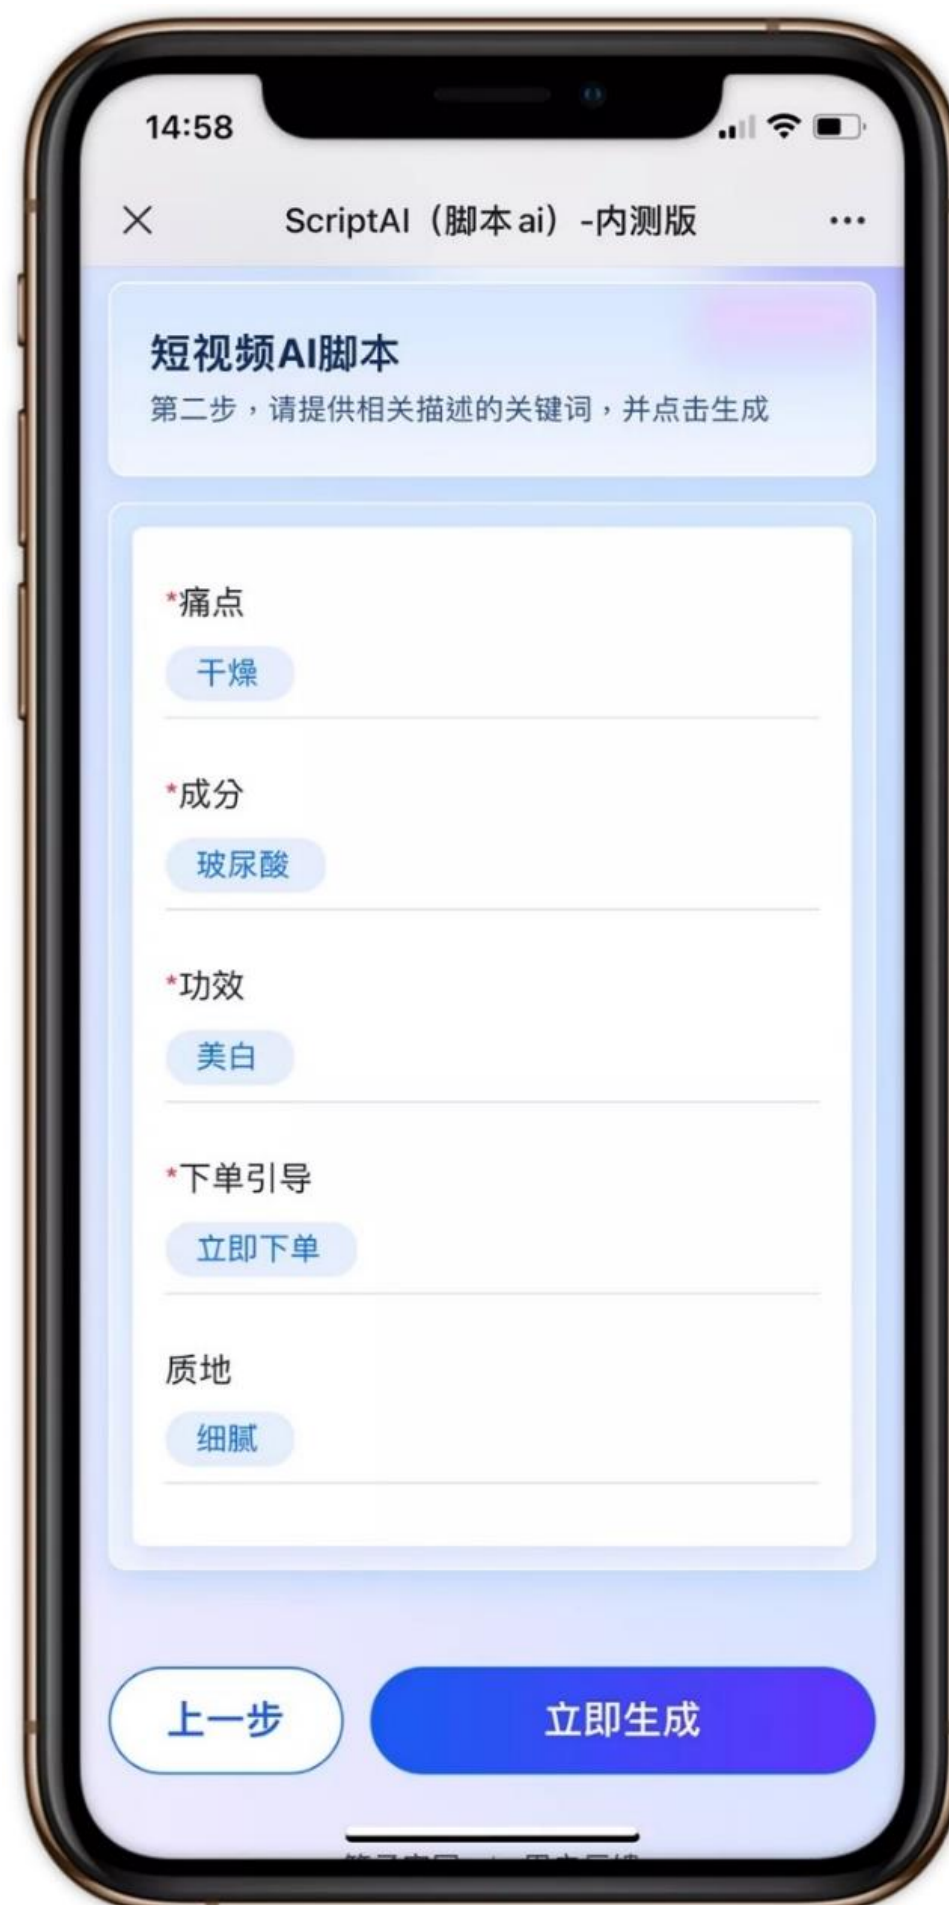 14:58
ScriptAI（脚本ai）-内测版
短视频AI脚本
第二步，请提供相关描述的关键词，并点击生成
*痛点
干燥
*成分
玻尿酸
*功效
美白
*下单引导
立即下单
质地
细腻
上一步
立即生成